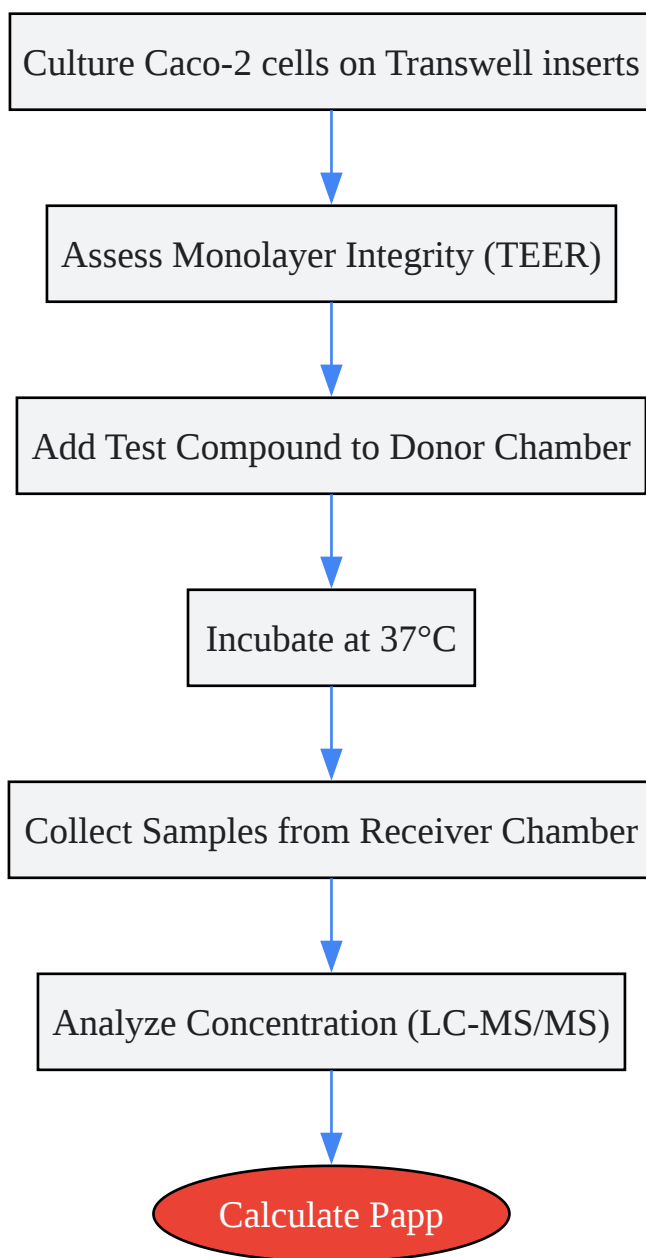 Culture Caco-2 cells on Transwell inserts
Assess Monolayer Integrity (TEER)
Add Test Compound to Donor Chamber
Incubate at 37°C
Collect Samples from Receiver Chamber
Analyze Concentration (LC-MS/MS)
Calculate Papp